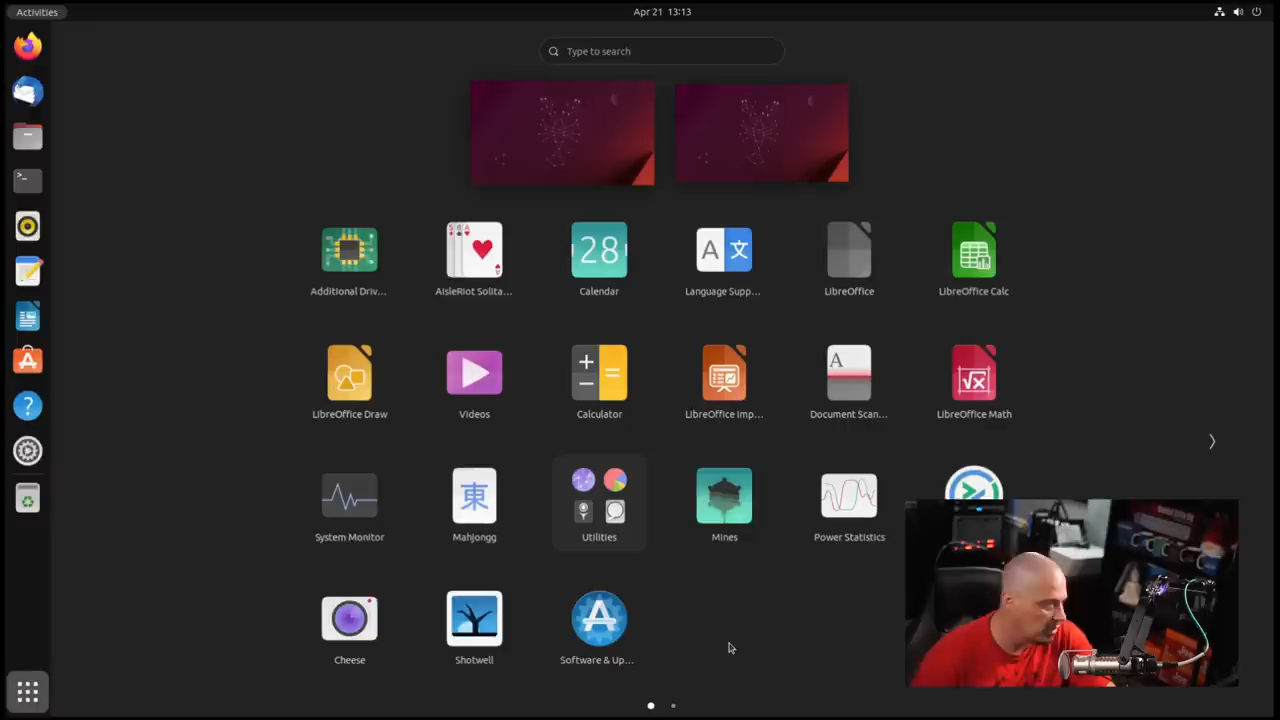 Activities
Apr 21 13:13
Type to search
Additional Driv...
AisleRiot Solita...
Calendar
Language Supp...
LibreOffice
LibreOffice Calc
28
A 文
LibreOffice Draw
Videos
Calculator
LibreOffice Imp...
Document Scan...
LibreOffice Math
A
System Monitor
Mahjongg
Utilities
Mines
Power Statistics
東
Cheese
Shotwell
Software & Up...